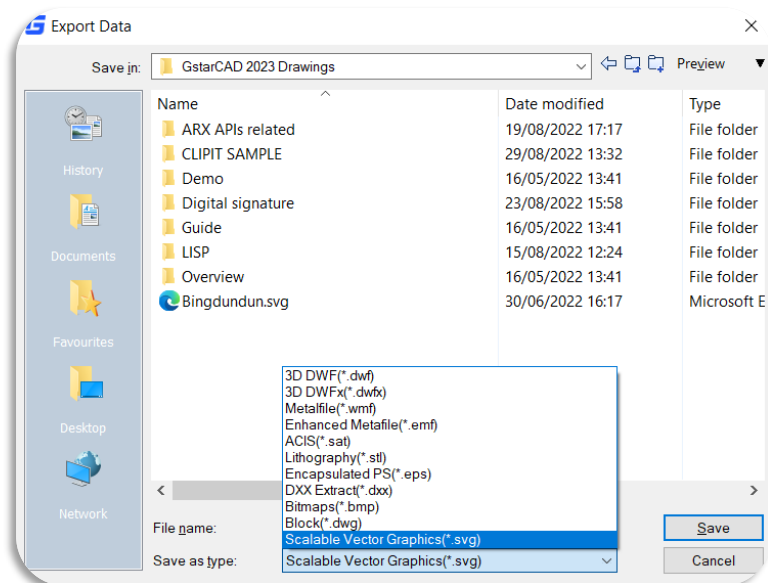 Export Data
Save in: GstarCAD 2023 Drawings Preview
Name Date modified Type
ARX APIs related 19/08/2022 17:17 File folder
CLIPIT SAMPLE 29/08/2022 13:32 File folder
Demo 16/05/2022 13:41 File folder
Digital signature 23/08/2022 15:58 File folder
Guide 16/05/2022 13:41 File folder
LISP 15/08/2022 12:24 File folder
Overview 16/05/2022 13:41 File folder
Bingdundun.svg 30/06/2022 16:17 Microsoft E
History
Documents
Favourites
Desktop
Network
3D DWF(*.dwf)
3D DWFx(*.dwfx)
Metalfile(*.wmf)
Enhanced Metafile(*.emf)
ACIS(*.sat)
Lithography(*.stl)
Encapsulated PS(*.eps)
DXX Extract(*.dxx)
Bitmaps(*.bmp)
Block(*.dwg)
Scalable Vector Graphics(*.svg)
File name: Save
Save as type: Scalable Vector Graphics(*.svg) Cancel